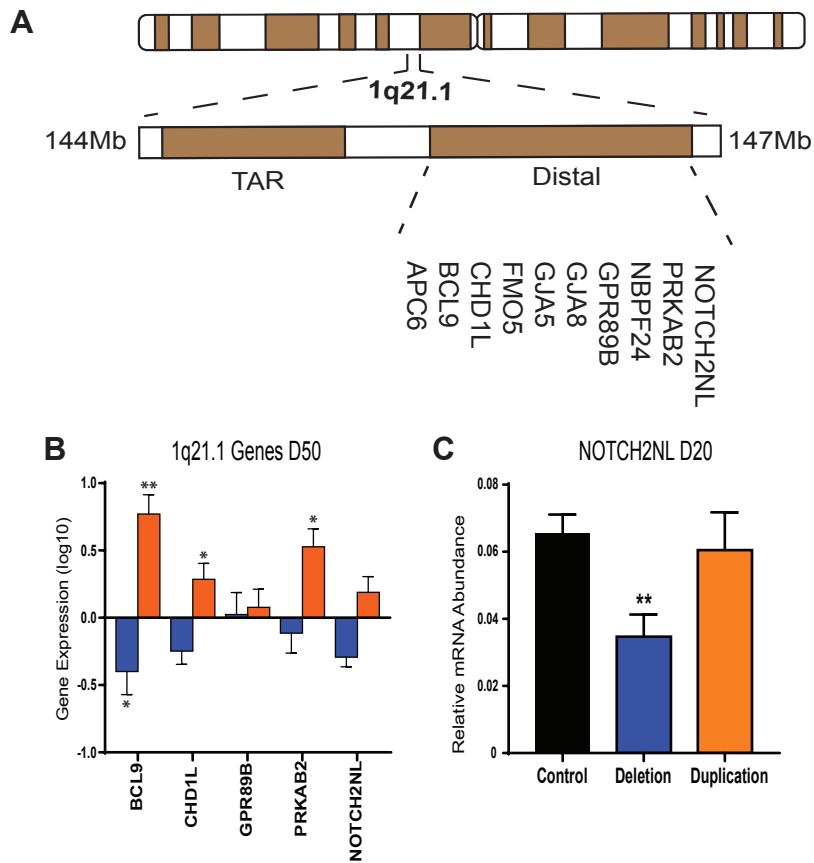 A
1q21.1
144Mb
147Mb
TAR
Distal
APC6
BCL9
CHD1L
FMO5
GJA5
GJA8
GPR89B
NBPF24
PRKAB2
NOTCH2NL
B
1q21.1 Genes D50
Gene Expression (log10)
1.0
0.5
0.0
-0.5
-1.0
**
*
*
*
BCL9
CHD1L
GPR89B
PRKAB2
NOTCH2NL
C
NOTCH2NL D20
Relative mRNA Abundance
0.08
0.06
0.04
0.02
0
**
Control Deletion Duplication